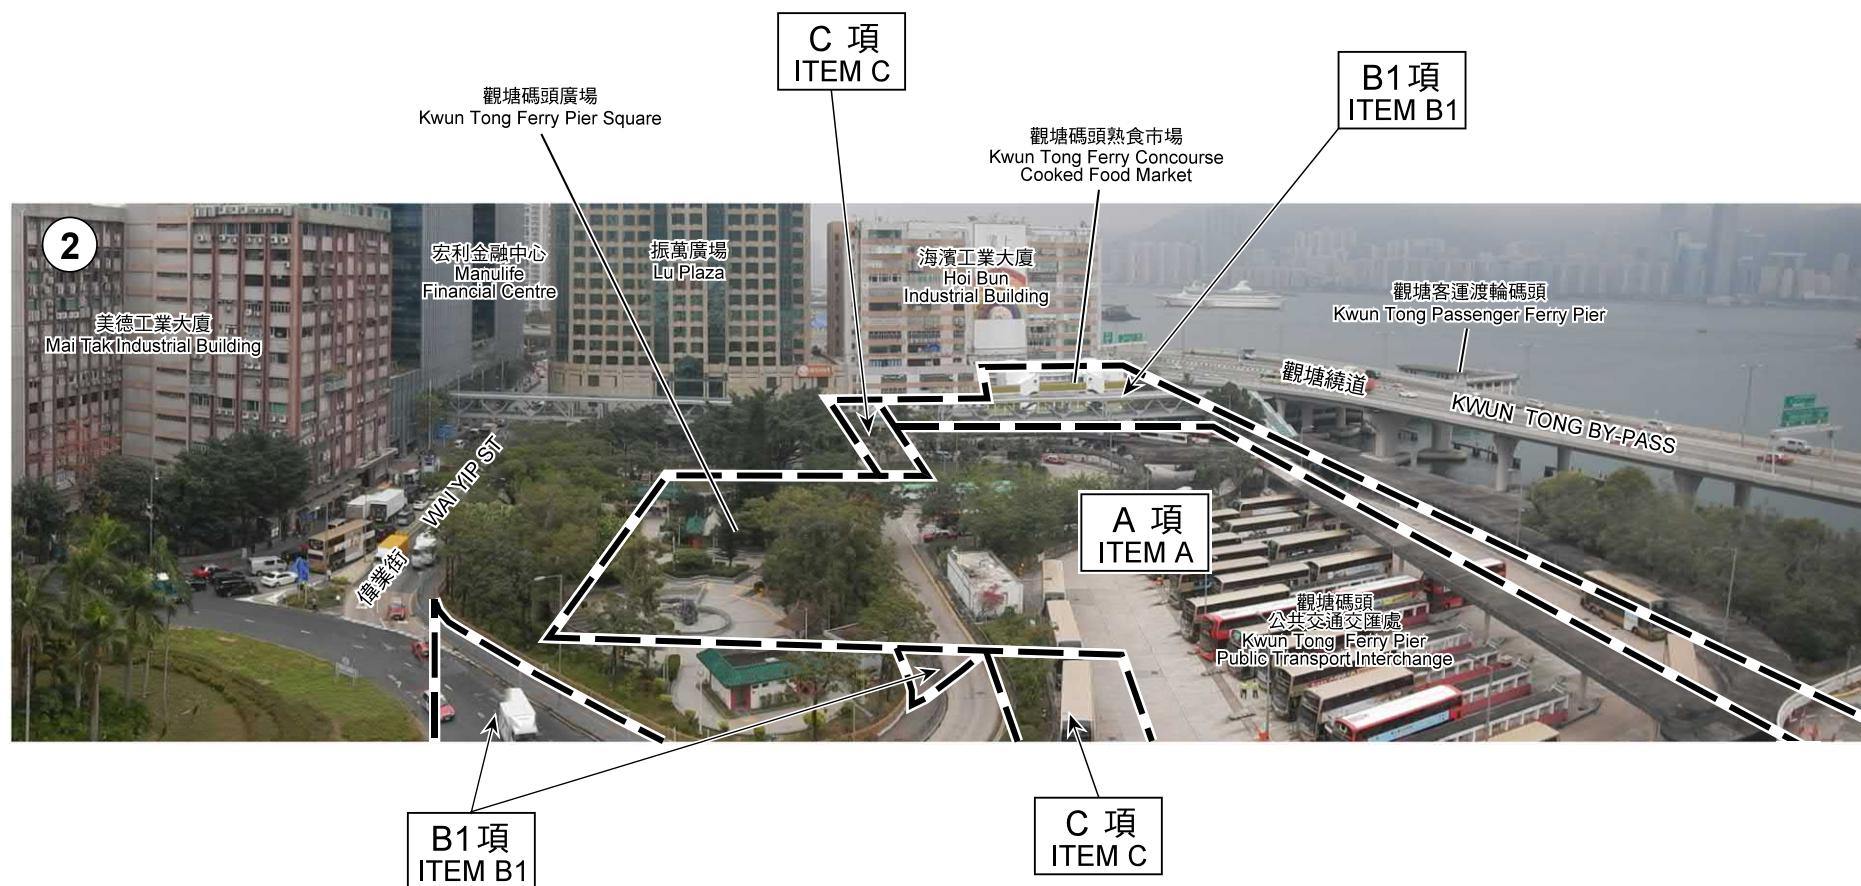 C 項
ITEM C
B1項
ITEM B1
觀塘碼頭廣場
Kwun Tong Ferry Pier Square
觀塘碼頭熟食市場
Kwun Tong Ferry Concourse
Cooked Food Market
2
宏利金融中心
Manulife
Financial Centre
振萬廣場
Lu Plaza
海濱工業大廈
Hoi Bun
Industrial Building
觀塘客運渡輪碼頭
Kwun Tong Passenger Ferry Pier
美德工業大廈
Mai Tak Industrial Building
觀塘繞道
KWUN TONG BY-PASS
WAI YIP ST
偉業街
A 項
ITEM A
觀塘碼頭
公共交通交匯處
Kwun Tong Ferry Pier
Public Transport Interchange
B1項
ITEM B1
C 項
ITEM C